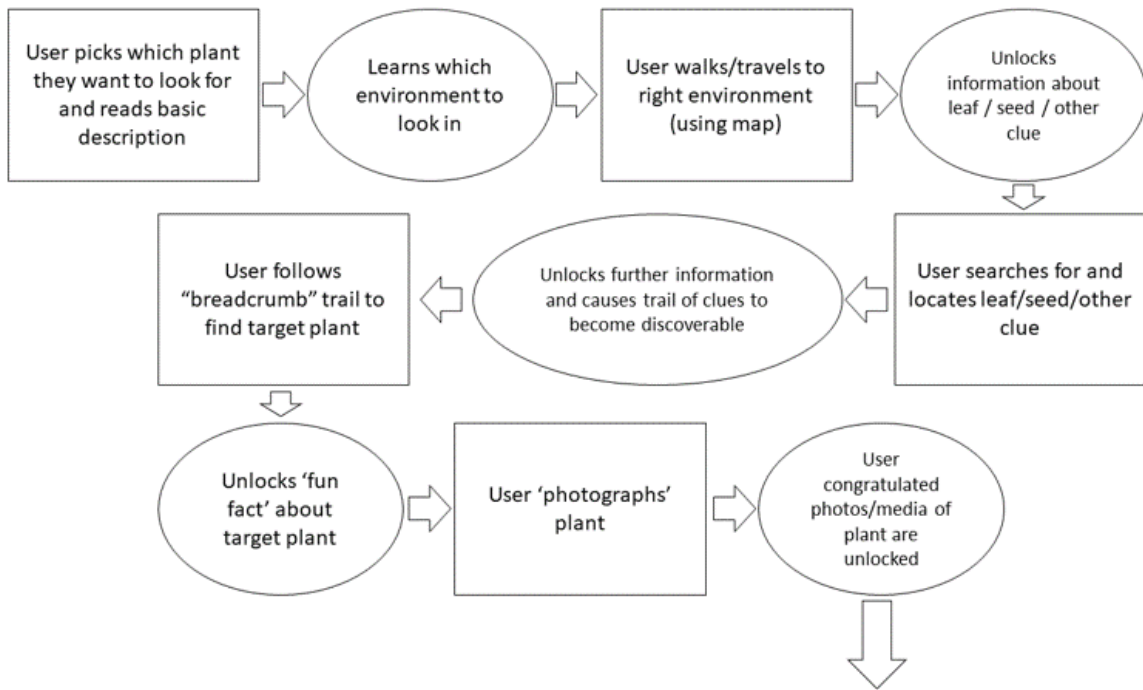 User picks which plant
they want to look for
and reads basic
description
Learns which
environment to
look in
User walks/travels to
right environment
(using map)
Unlocks
information about
leaf / seed / other
clue
User searches for and
locates leaf/seed/other
clue
Unlocks further information
and causes trail of clues to
become discoverable
User follows
“breadcrumb” trail to
find target plant
Unlocks ‘fun
fact’ about
target plant
User ‘photographs’
plant
User
congratulated
photos/media of
plant are
unlocked